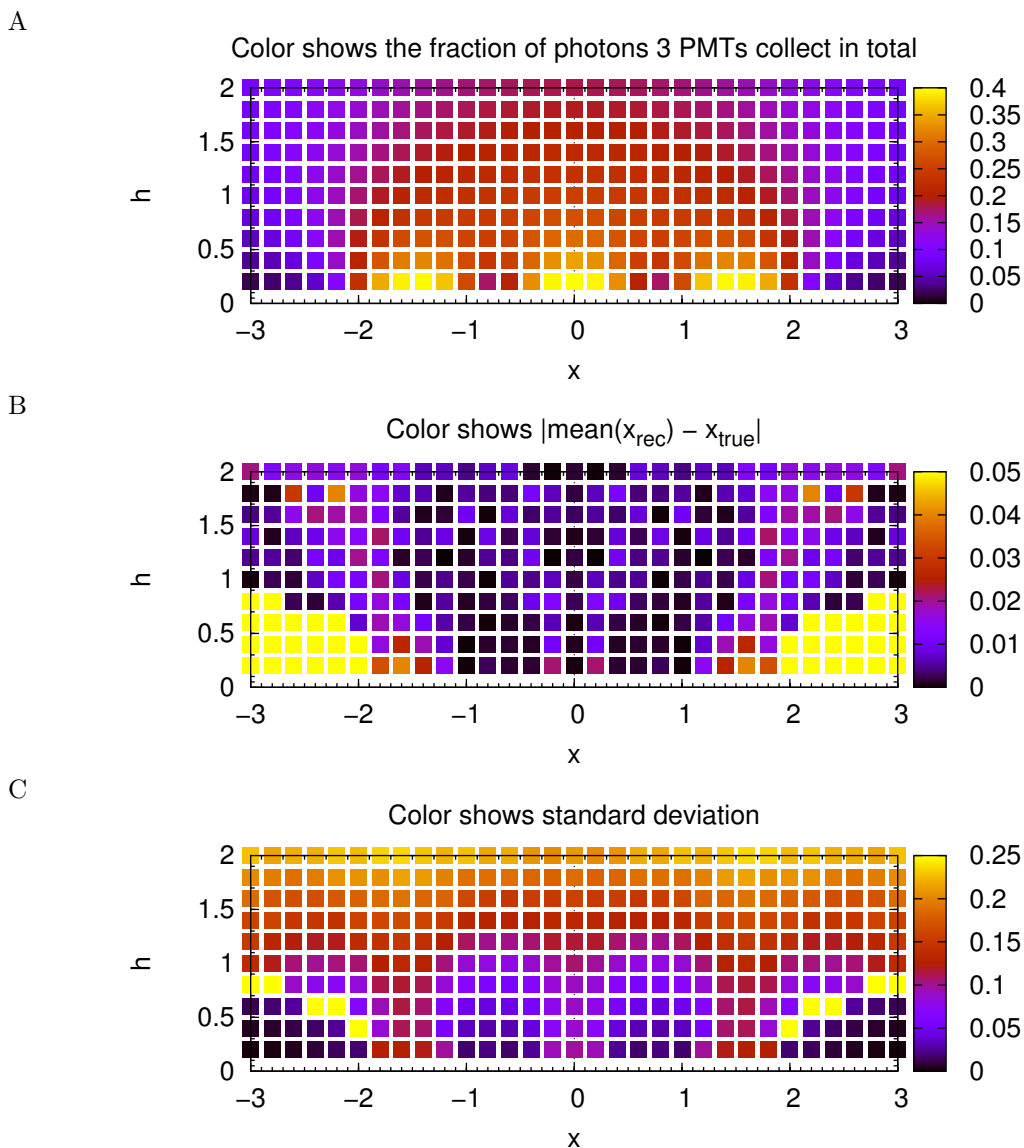 A
Color shows the fraction of photons 3 PMTs collect in total
2
1.5
1
0.5
0
h
−3 −2 −1 0 1 2 3
x
0.4
0.35
0.3
0.25
0.2
0.15
0.1
0.05
0
B
Color shows |mean(x_rec) − x_true|
2
1.5
1
0.5
0
h
−3 −2 −1 0 1 2 3
x
0.05
0.04
0.03
0.02
0.01
0
C
Color shows standard deviation
2
1.5
1
0.5
0
h
−3 −2 −1 0 1 2 3
x
0.25
0.2
0.15
0.1
0.05
0